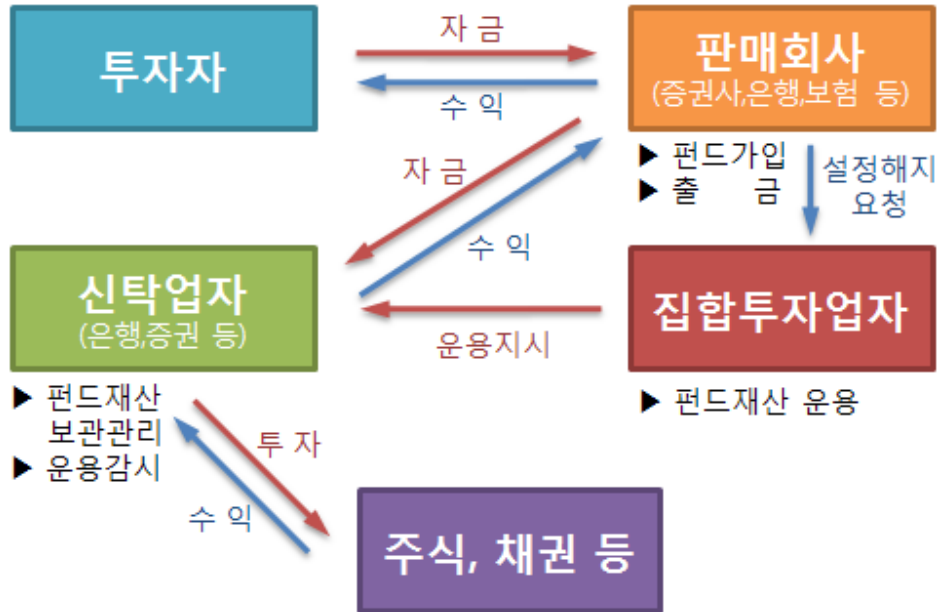 자 금
투자자
수 익
판매회사
(증권사,은행,보험 등)
▶ 펀드가입
▶ 출 금
설정해지
요청
자 금
수 익
신탁업자
(은행,증권 등)
운용지시
집합투자업자
▶ 펀드재산
보관관리
▶ 운용감시
▶ 펀드재산 운용
투 자
수 익
주식, 채권 등